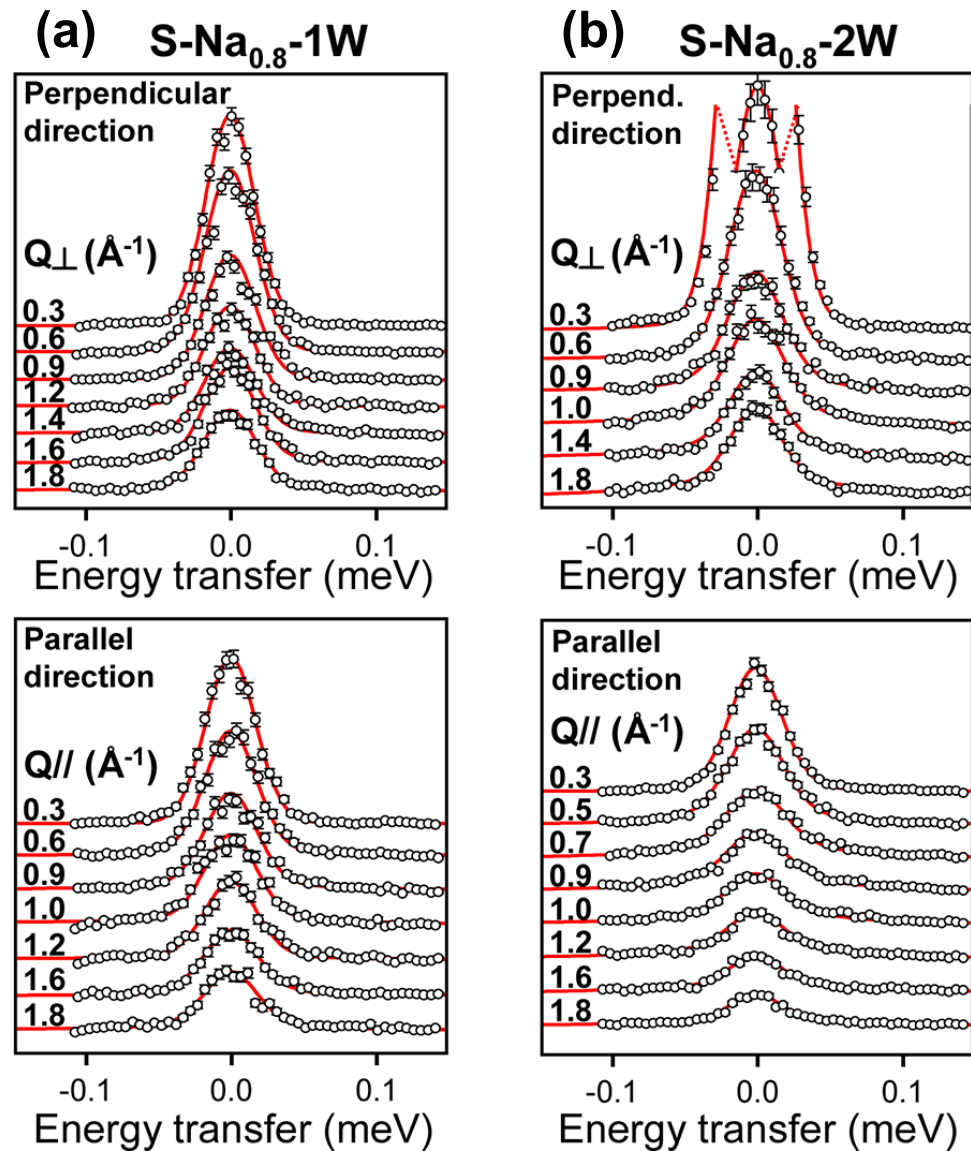 (a) S-Na0.8-1W
Perpendicular
direction
Q⊥ (Å-1)
0.3
0.6
0.9
1.2
1.4
1.6
1.8
-0.1 0.0 0.1
Energy transfer (meV)
(b) S-Na0.8-2W
Perpend.
direction
Q⊥ (Å-1)
0.3
0.6
0.9
1.0
1.4
1.8
-0.1 0.0 0.1
Energy transfer (meV)
Parallel
direction
Q// (Å-1)
0.3
0.6
0.9
1.0
1.2
1.6
1.8
-0.1 0.0 0.1
Energy transfer (meV)
Parallel
direction
Q// (Å-1)
0.3
0.5
0.7
0.9
1.0
1.2
1.6
1.8
-0.1 0.0 0.1
Energy transfer (meV)